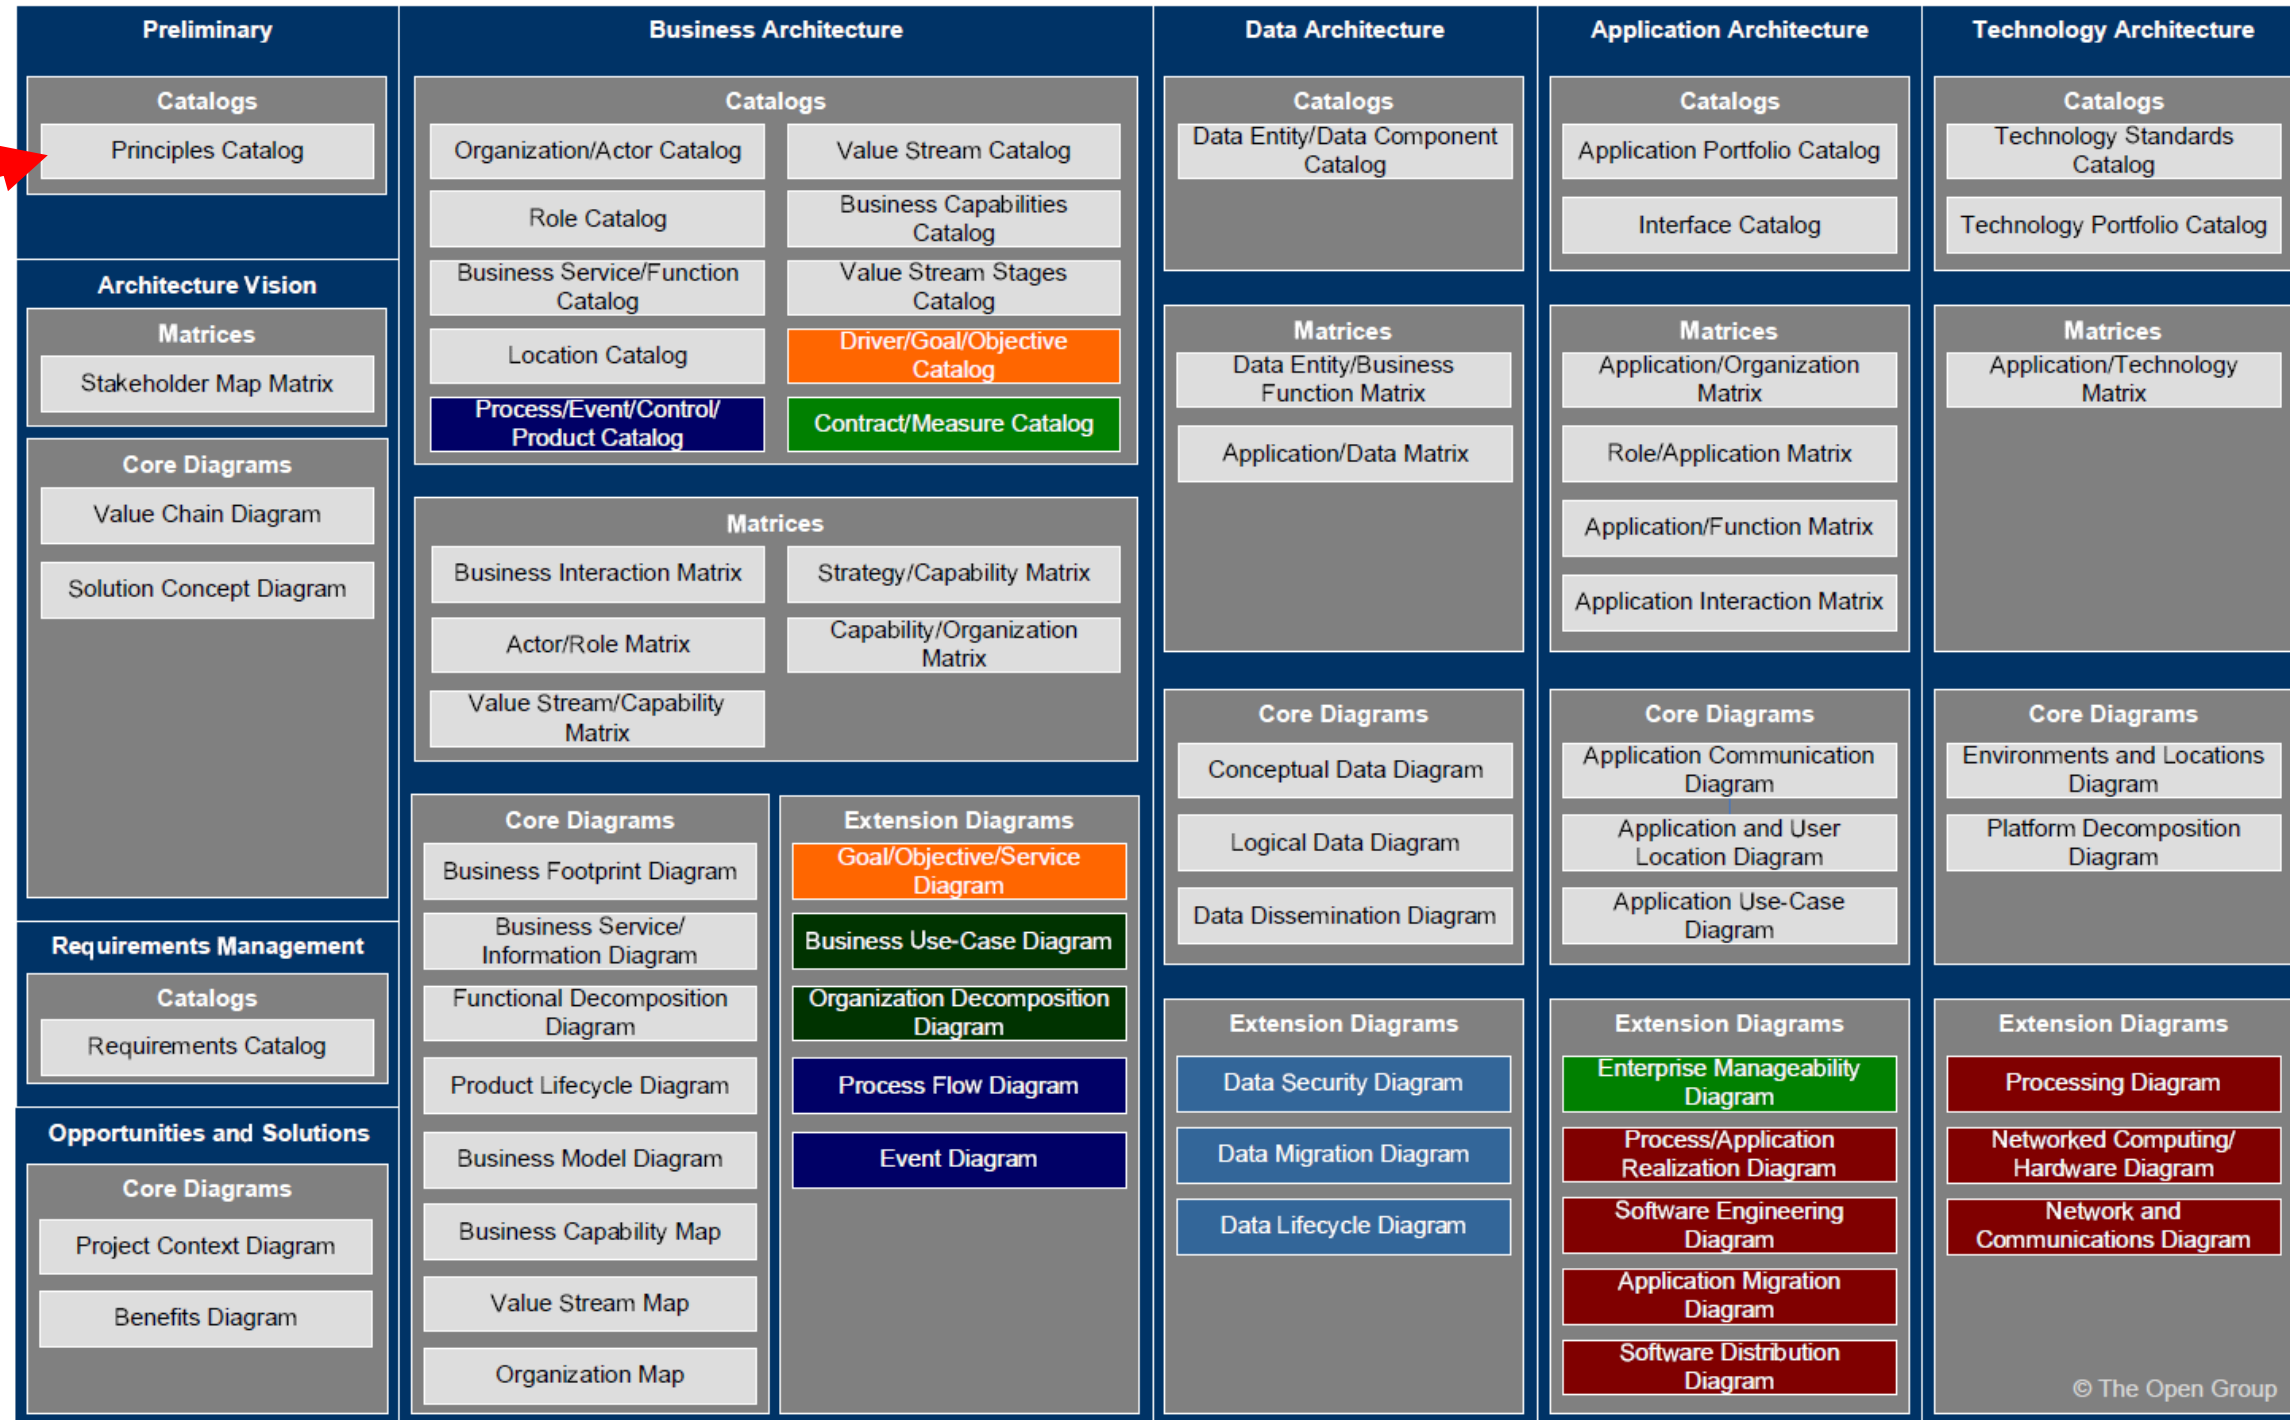 Preliminary
Catalogs
Principles Catalog
Architecture Vision
Matrices
Stakeholder Map Matrix
Core Diagrams
Value Chain Diagram
Solution Concept Diagram
Requirements Management
Catalogs
Requirements Catalog
Opportunities and Solutions
Core Diagrams
Project Context Diagram
Benefits Diagram
Business Architecture
Catalogs
Organization/Actor Catalog
Role Catalog
Business Service/Function
Catalog
Location Catalog
Process/Event/Control/
Product Catalog
Value Stream Catalog
Business Capabilities
Catalog
Value Stream Stages
Catalog
Driver/Goal/Objective
Catalog
Contract/Measure Catalog
Matrices
Business Interaction Matrix
Actor/Role Matrix
Value Stream/Capability
Matrix
Strategy/Capability Matrix
Capability/Organization
Matrix
Core Diagrams
Business Footprint Diagram
Business Service/
Information Diagram
Functional Decomposition
Diagram
Product Lifecycle Diagram
Business Model Diagram
Business Capability Map
Value Stream Map
Organization Map
Extension Diagrams
Goal/Objective/Service
Diagram
Business Use-Case Diagram
Organization Decomposition
Diagram
Process Flow Diagram
Event Diagram
Data Architecture
Catalogs
Data Entity/Data Component
Catalog
Matrices
Data Entity/Business
Function Matrix
Application/Data Matrix
Core Diagrams
Conceptual Data Diagram
Logical Data Diagram
Data Dissemination Diagram
Extension Diagrams
Data Security Diagram
Data Migration Diagram
Data Lifecycle Diagram
Application Architecture
Catalogs
Application Portfolio Catalog
Interface Catalog
Matrices
Application/Organization
Matrix
Role/Application Matrix
Application/Function Matrix
Application Interaction Matrix
Core Diagrams
Application Communication
Diagram
Application and User
Location Diagram
Application Use-Case
Diagram
Extension Diagrams
Enterprise Manageability
Diagram
Process/Application
Realization Diagram
Software Engineering
Diagram
Application Migration
Diagram
Software Distribution
Diagram
Technology Architecture
Catalogs
Technology Standards
Catalog
Technology Portfolio Catalog
Matrices
Application/Technology
Matrix
Core Diagrams
Environments and Locations
Diagram
Platform Decomposition
Diagram
Extension Diagrams
Processing Diagram
Networked Computing/
Hardware Diagram
Network and
Communications Diagram
© The Open Group